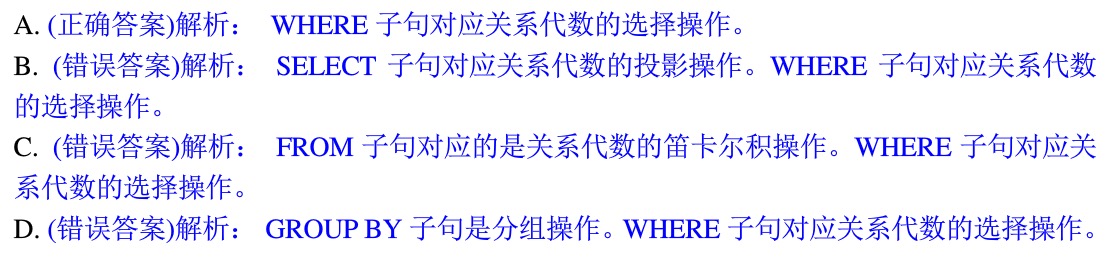 A. (正确答案)解析： WHERE 子句对应关系代数的选择操作。
B. (错误答案)解析： SELECT 子句对应关系代数的投影操作。WHERE 子句对应关系代数
的选择操作。
C. (错误答案)解析： FROM 子句对应的是关系代数的笛卡尔积操作。WHERE 子句对应关
系代数的选择操作。
D. (错误答案)解析： GROUP BY 子句是分组操作。WHERE 子句对应关系代数的选择操作。